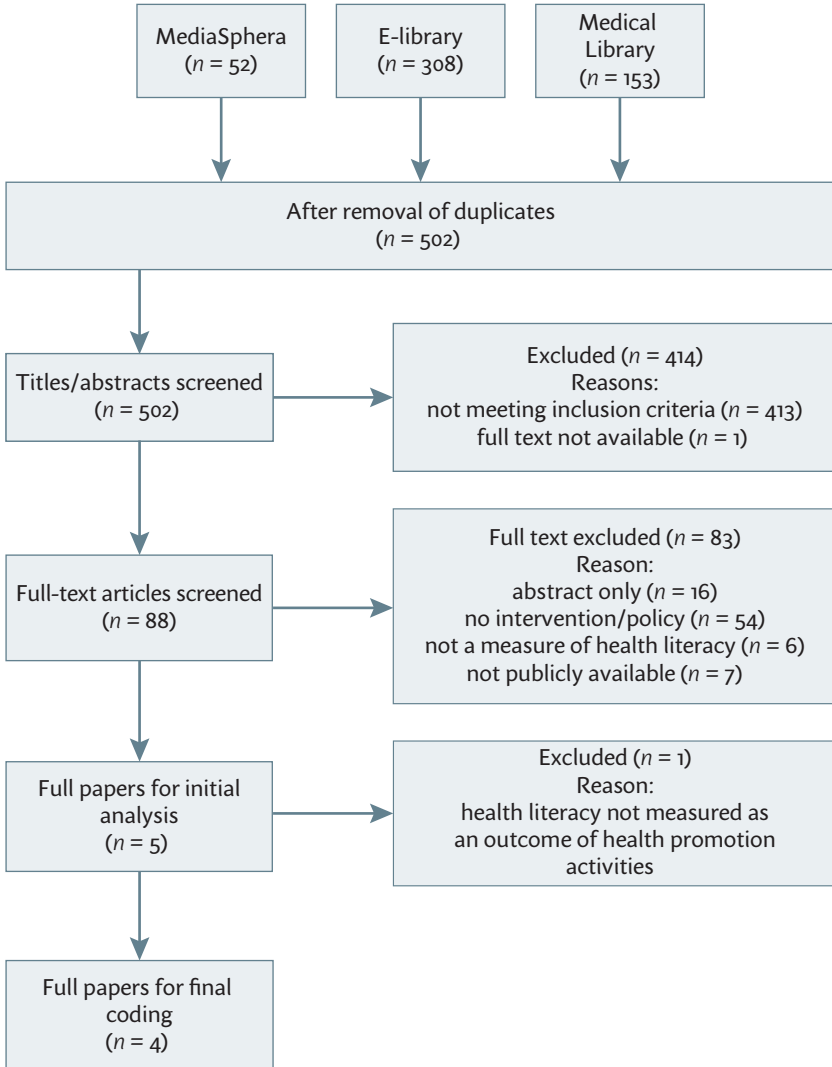 MediaSphera
(n = 52)
E-library
(n = 308)
Medical
Library
(n = 153)
After removal of duplicates
(n = 502)
Titles/abstracts screened
(n = 502)
Excluded (n = 414)
Reasons:
not meeting inclusion criteria (n = 413)
full text not available (n = 1)
Full-text articles screened
(n = 88)
Full text excluded (n = 83)
Reason:
abstract only (n = 16)
no intervention/policy (n = 54)
not a measure of health literacy (n = 6)
not publicly available (n = 7)
Full papers for initial
analysis
(n = 5)
Excluded (n = 1)
Reason:
health literacy not measured as
an outcome of health promotion
activities
Full papers for final
coding
(n = 4)